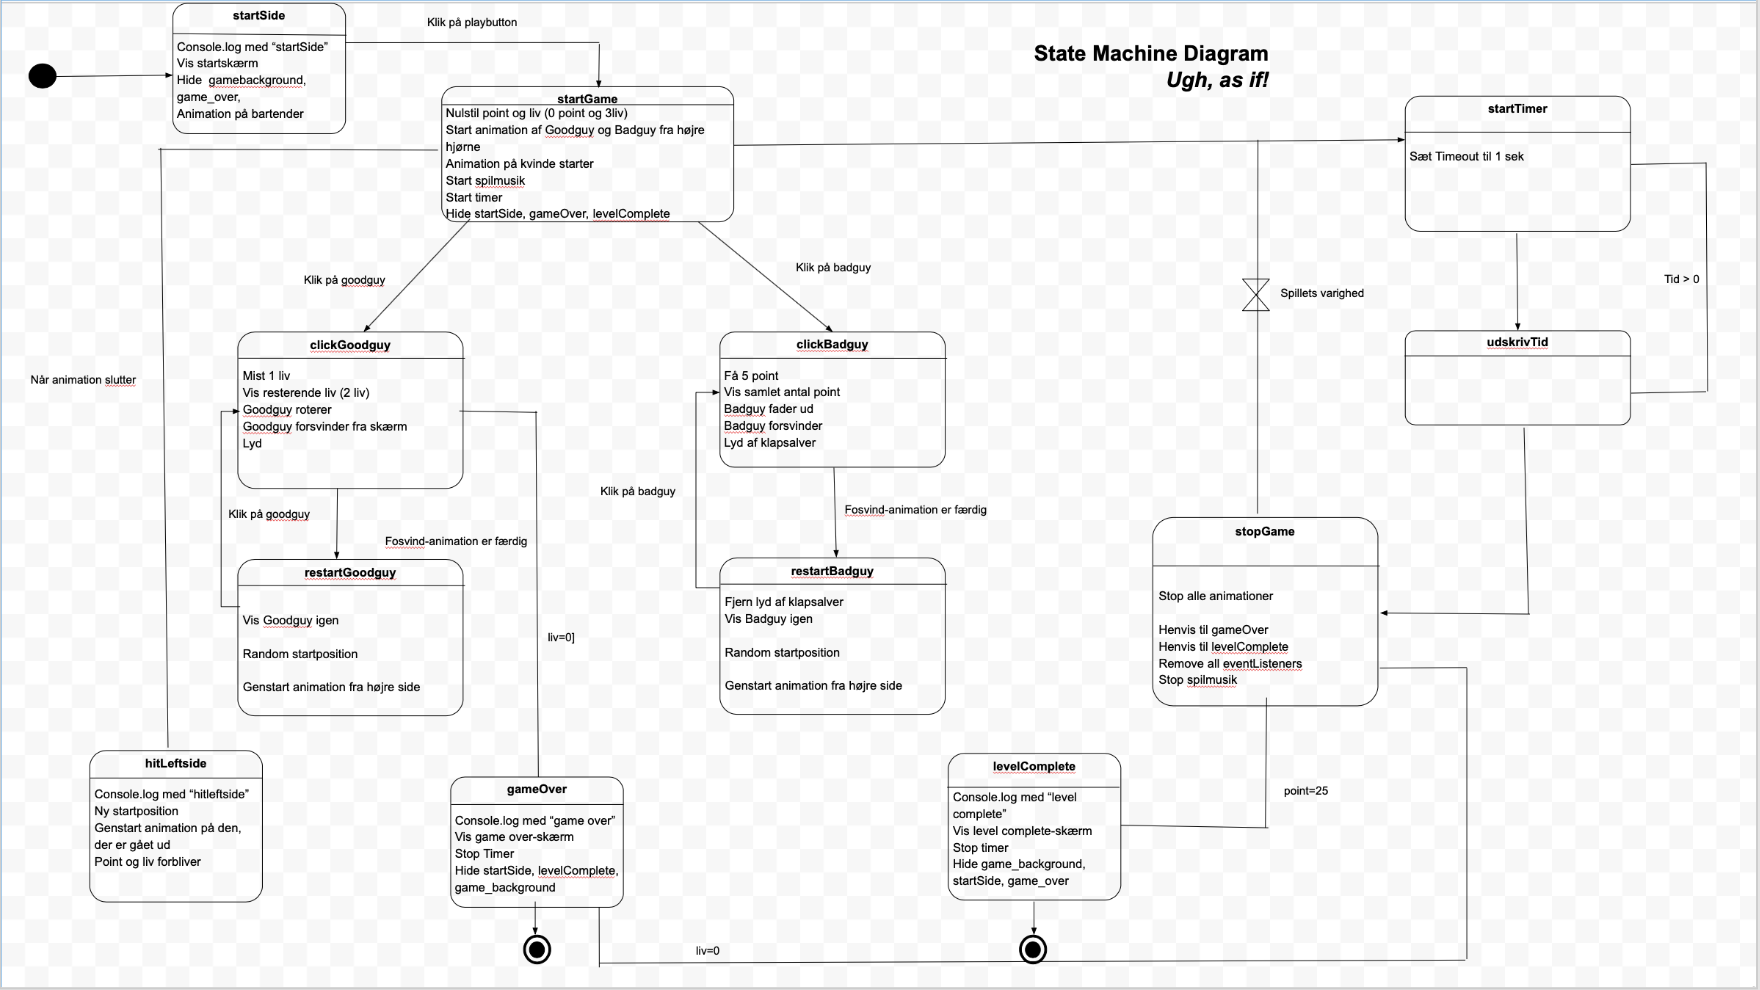 startSide
Console.log med “startSide”
Vis startskærm
Hide gamebackground,
game_over,
Animation på bartender
Klik på playbutton
State Machine Diagram
Ugh, as if!
startGame
Nulstil point og liv (0 point og 3liv)
Start animation af Goodguy og Badguy fra højre
hjørne
Animation på kvinde starter
Start spilmusik
Start timer
Hide startSide, gameOver, levelComplete
startTimer
Sæt Timeout til 1 sek
Klik på goodguy
Klik på badguy
Spillets varighed
Tid > 0
udskrivTid
Når animation slutter
clickGoodguy
Mist 1 liv
Vis resterende liv (2 liv)
Goodguy roterer
Goodguy forsvinder fra skærm
Lyd
clickBadguy
Få 5 point
Vis samlet antal point
Badguy fader ud
Badguy forsvinder
Lyd af klapsalver
Klik på goodguy
Fosvind-animation er færdig
Klik på badguy
Fosvind-animation er færdig
restartGoodguy
Vis Goodguy igen
Random startposition
Genstart animation fra højre side
restartBadguy
Fjern lyd af klapsalver
Vis Badguy igen
Random startposition
Genstart animation fra højre side
stopGame
Stop alle animationer
Henvis til gameOver
Henvis til levelComplete
Remove all eventListeners
Stop spilmusik
liv=0]
hitLeftside
Console.log med “hitleftside”
Ny startposition
Genstart animation på den,
der er gået ud
Point og liv forbliver
gameOver
Console.log med “game over”
Vis game over-skærm
Stop Timer
Hide startSide, levelComplete,
game_background
levelComplete
Console.log med “level
complete”
Vis level complete-skærm
Stop timer
Hide game_background,
startSide, game_over
point=25
liv=0